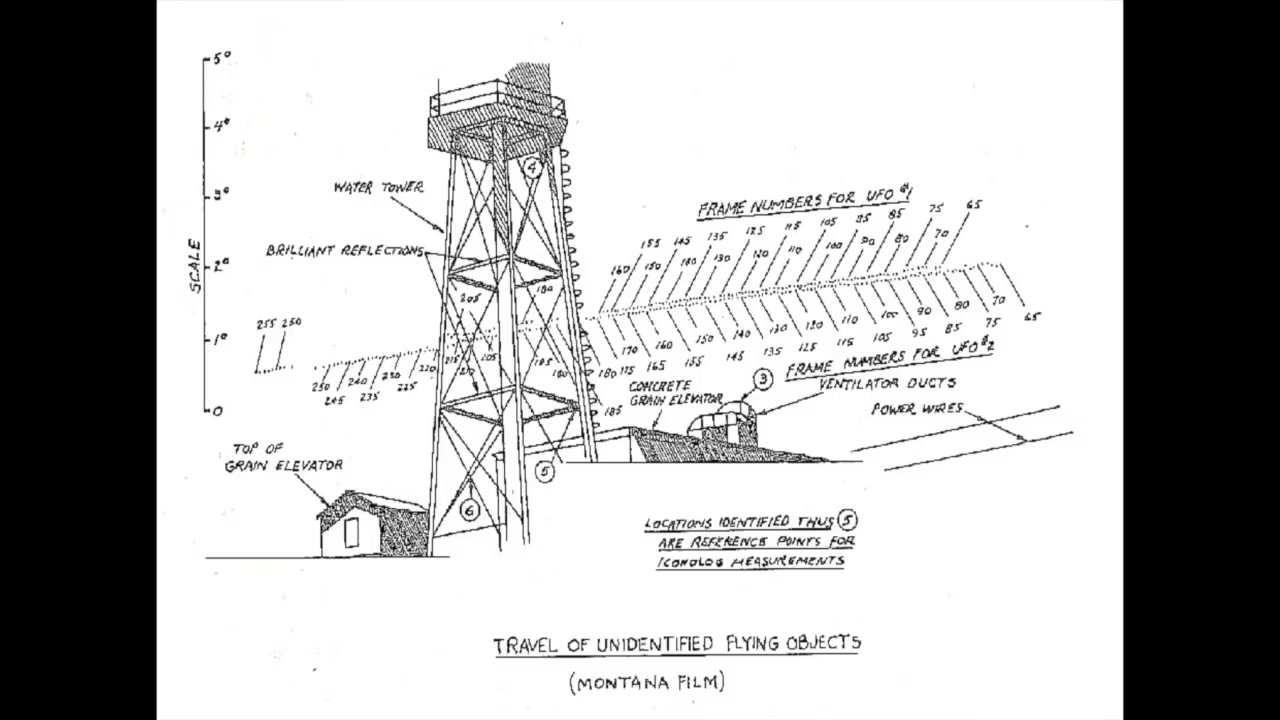 5°
4°
3°
2°
1°
0
SCALE
WATER TOWER
BRILLIANT REFLECTIONS
4
FRAME NUMBERS FOR UFO #1
160 155 150 145 140 135 130 125 120 115 110 105 100 95 90 85 80 75 70 65
205 180
255 250
250 245 240 235 230 225 220 215 210 205
195 190 185 180 175 170 165 160 155 150 145 140 135 130 125 120 115 110 105 100 95 90 85 80 75 70 65
FRAME NUMBERS FOR UFO #2
CONCRETE
GRAIN ELEVATOR
3
VENTILATOR DUCTS
POWER WIRES
TOP OF
GRAIN ELEVATOR
5
6
LOCATIONS IDENTIFIED THUS 5
ARE REFERENCE POINTS FOR
ICONOLOG MEASUREMENTS
TRAVEL OF UNIDENTIFIED FLYING OBJECTS
(MONTANA FILM)